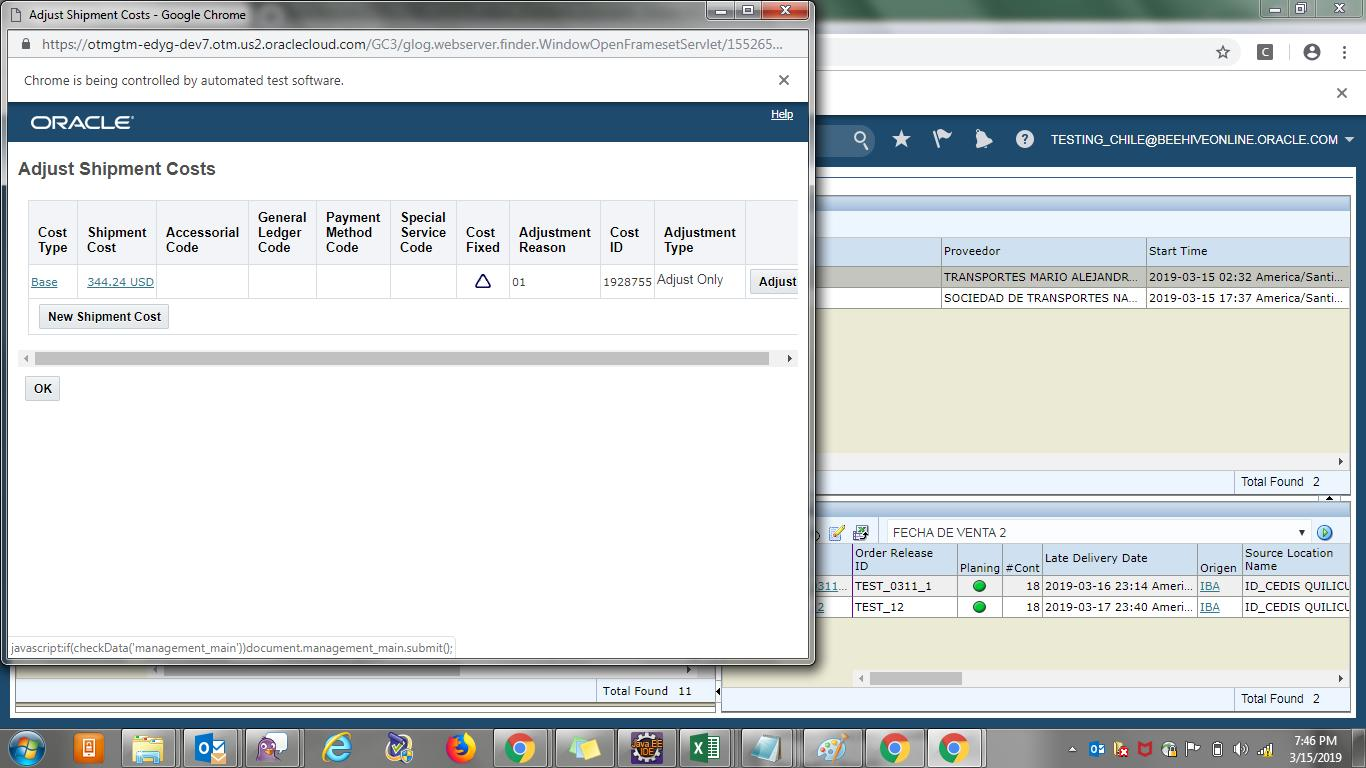 Adjust Shipment Costs - Google Chrome
https://otmgtm-edyg-dev7.otm.us2.oraclecloud.com/GC3/glog.webserver.finder.WindowOpenFramesetServlet/155265...
Chrome is being controlled by automated test software.
ORACLE
Help
Adjust Shipment Costs
Cost Type
Shipment Cost
Accessorial Code
General Ledger Code
Payment Method Code
Special Service Code
Cost Fixed
Adjustment Reason
Cost ID
Adjustment Type
Base
344.24 USD
01
1928755
Adjust Only
Adjust
New Shipment Cost
OK
javascript:if(checkData('management_main'))document.management_main.submit();
C
TESTING_CHILE@BEEHIVEONLINE.ORACLE.COM
Proveedor
Start Time
TRANSPORTES MARIO ALEJANDR...
2019-03-15 02:32 America/Santi...
SOCIEDAD DE TRANSPORTES NA...
2019-03-15 17:37 America/Santi...
Total Found 2
FECHA DE VENTA 2
Order Release ID
Planing
#Cont
Late Delivery Date
Origen
Source Location Name
0311...
TEST_0311_1
18
2019-03-16 23:14 Ameri...
IBA
ID_CEDIS QUILICU
2
TEST_12
18
2019-03-17 23:40 Ameri...
IBA
ID_CEDIS QUILICU
Total Found 11
Total Found 2
Java EE
IDE
7:46 PM
3/15/2019